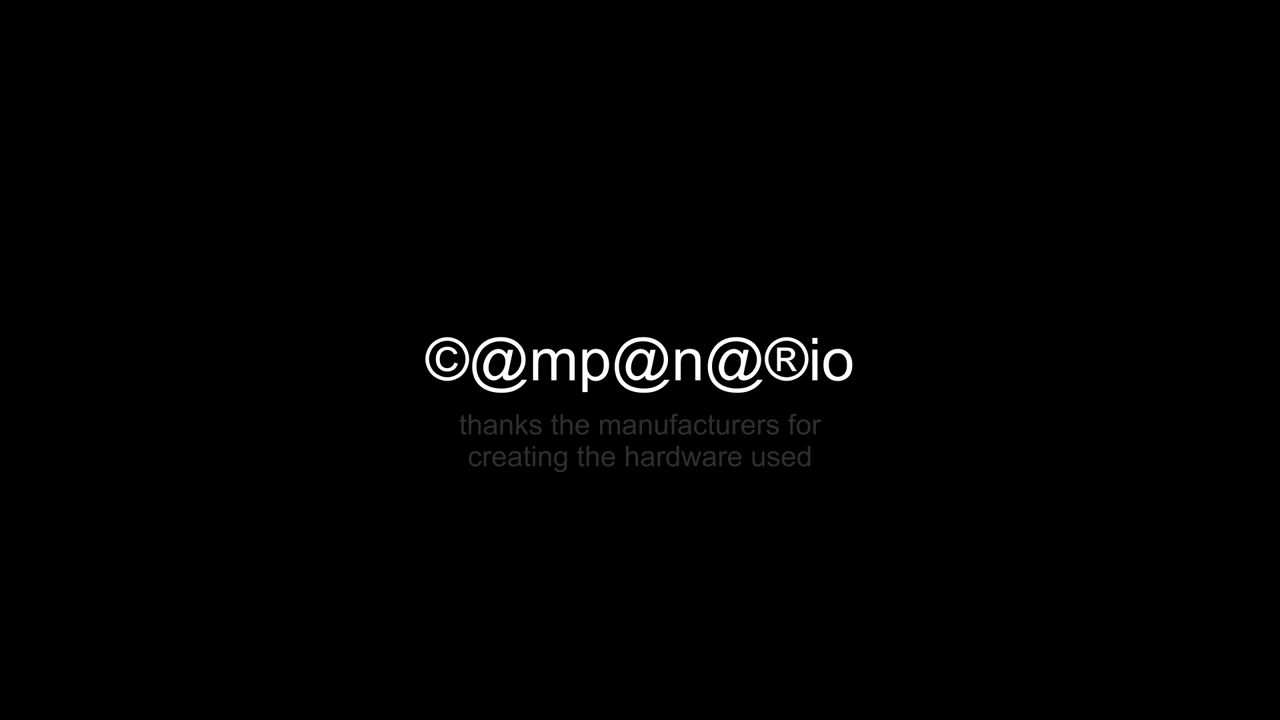 ©@mp@n@®io
thanks the manufacturers for
creating the hardware used